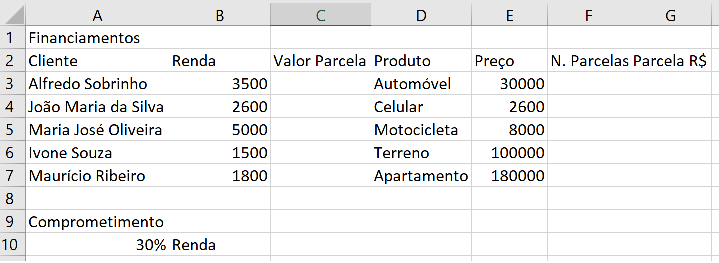 A B C D E F G
1 Financiamentos
2 Cliente Renda Valor Parcela Produto Preço N. Parcelas Parcela R$
3 Alfredo Sobrinho 3500 Automóvel 30000
4 João Maria da Silva 2600 Celular 2600
5 Maria José Oliveira 5000 Motocicleta 8000
6 Ivone Souza 1500 Terreno 100000
7 Maurício Ribeiro 1800 Apartamento 180000
8
9 Comprometimento
10 30% Renda